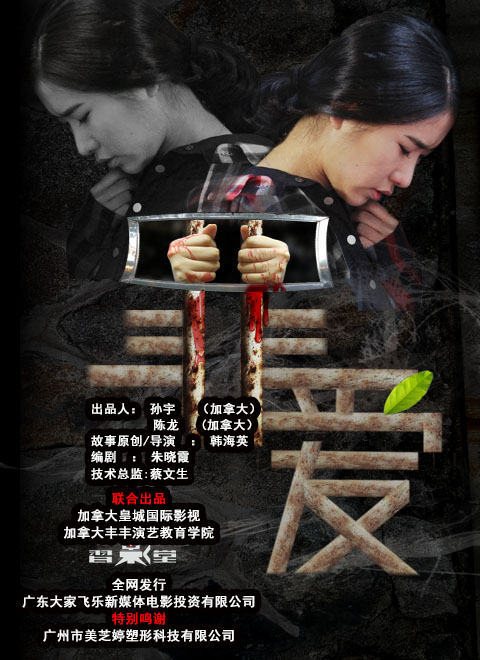 罪爱
出品人： 孙宇 （加拿大）
陈龙 （加拿大）
故事原创/导演 ： 韩海英
编剧 ： 朱晓霞
技术总监:蔡文生
联合出品
加拿大皇城国际影视
加拿大丰丰演艺教育学院
全网发行
广东大家飞乐新媒体电影投资有限公司
特别鸣谢
广州市美芝婷塑形科技有限公司